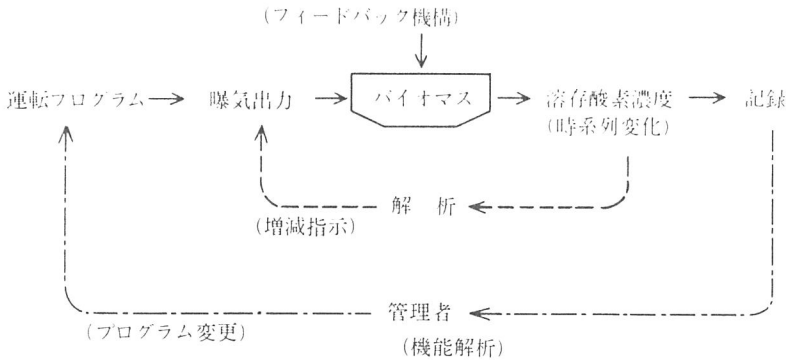 (フィードバック機構)
運転プログラム
曝気出力
バイオマス
溶存酸素濃度
(時系列変化)
記録
解析
(増減指示)
管理者
(プログラム変更)
(機能解析)